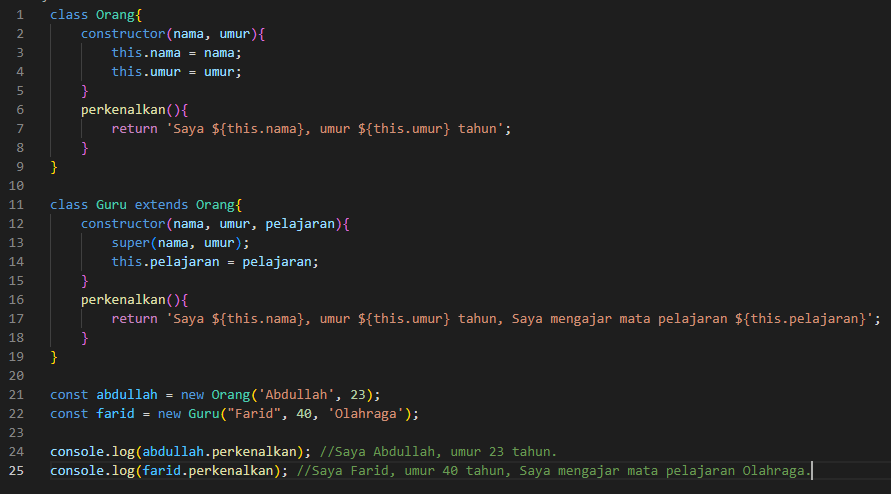 1 class Orang{
2 constructor(nama, umur){
3 this.nama = nama;
4 this.umur = umur;
5 }
6 perkenalkan(){
7 return 'Saya ${this.nama}, umur ${this.umur} tahun';
8 }
9 }
10
11 class Guru extends Orang{
12 constructor(nama, umur, pelajaran){
13 super(nama, umur);
14 this.pelajaran = pelajaran;
15 }
16 perkenalkan(){
17 return 'Saya ${this.nama}, umur ${this.umur} tahun, Saya mengajar mata pelajaran ${this.pelajaran}';
18 }
19 }
20
21 const abdullah = new Orang('Abdullah', 23);
22 const farid = new Guru("Farid", 40, 'Olahraga');
23
24 console.log(abdullah.perkenalkan); //Saya Abdullah, umur 23 tahun.
25 console.log(farid.perkenalkan); //Saya Farid, umur 40 tahun, Saya mengajar mata pelajaran Olahraga.